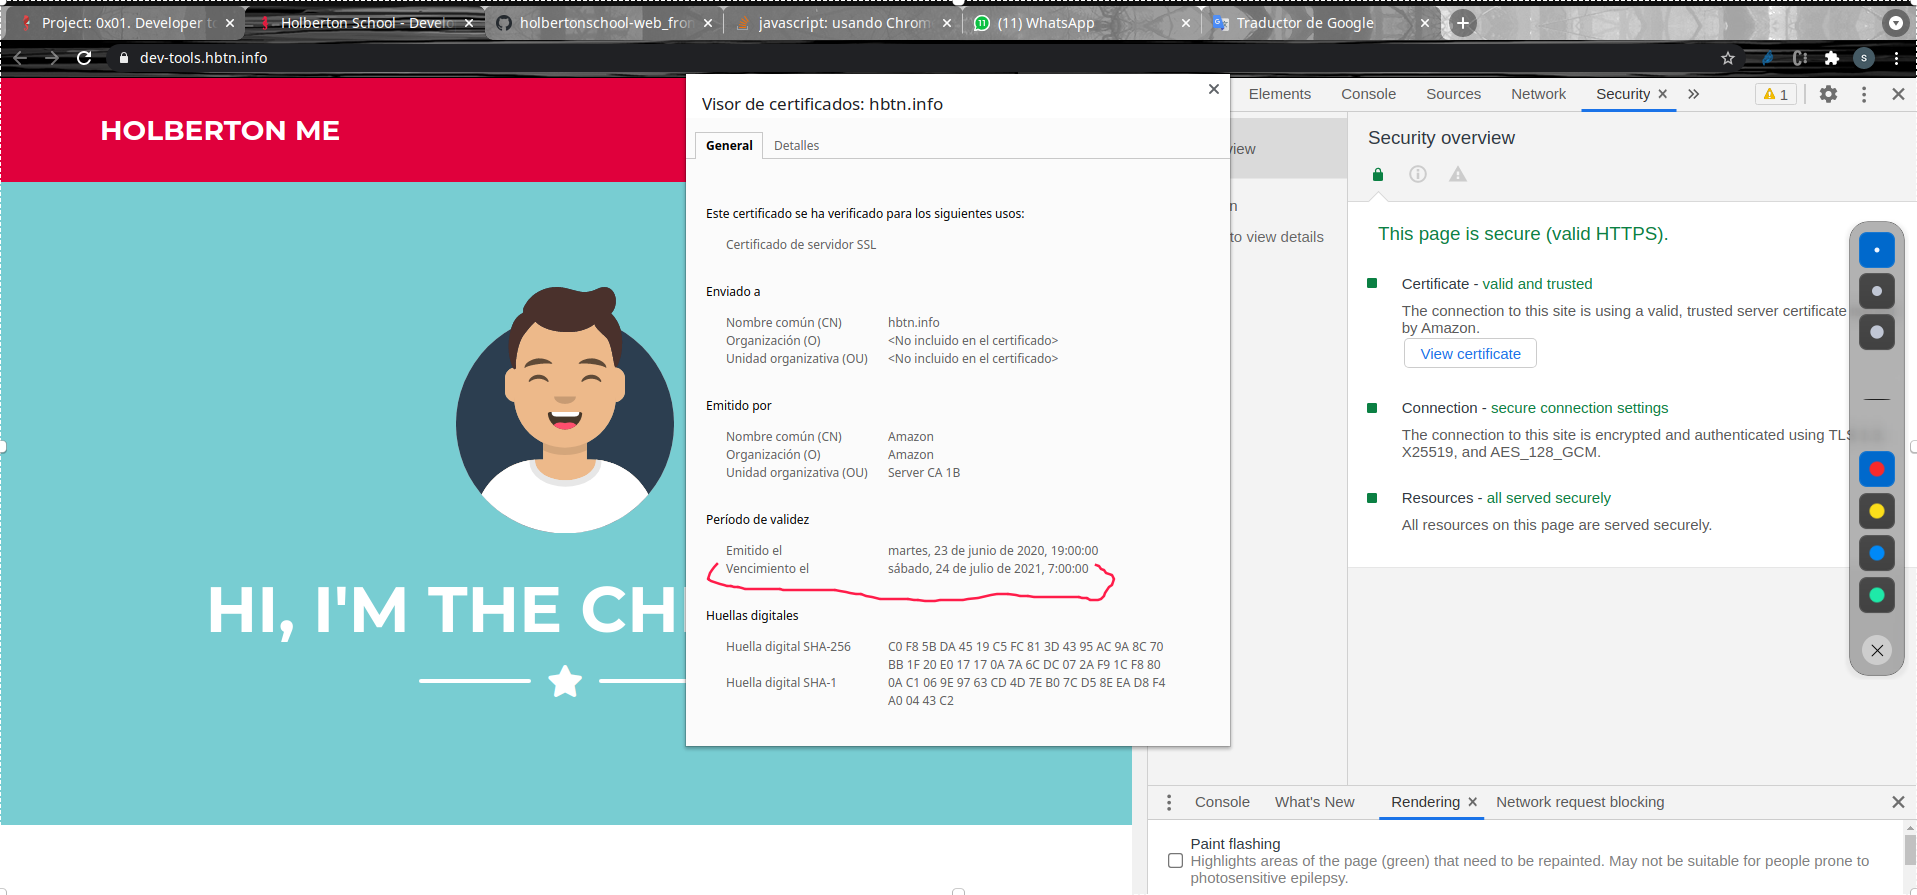 Project: 0x01. Developer to
Holberton School - Develo
holbertonschool-web_fron
javascript: usando Chrom
(11) WhatsApp
Traductor de Google
dev-tools.hbtn.info
S
HOLBERTON ME
HI, I'M THE CH
Visor de certificados: hbtn.info
General
Detalles
Este certificado se ha verificado para los siguientes usos:
Certificado de servidor SSL
Enviado a
Nombre común (CN) hbtn.info
Organización (O) <No incluido en el certificado>
Unidad organizativa (OU) <No incluido en el certificado>
Emitido por
Nombre común (CN) Amazon
Organización (O) Amazon
Unidad organizativa (OU) Server CA 1B
Período de validez
Emitido el martes, 23 de junio de 2020, 19:00:00
Vencimiento el sábado, 24 de julio de 2021, 7:00:00
Huellas digitales
Huella digital SHA-256 C0 F8 5B DA 45 19 C5 FC 81 3D 43 95 AC 9A 8C 70
BB 1F 20 E0 17 17 0A 7A 6C DC 07 2A F9 1C F8 80
Huella digital SHA-1 0A C1 06 9E 97 63 CD 4D 7E B0 7C D5 8E EA D8 F4
A0 04 43 C2
Elements Console Sources Network Security 1
view
n
to view details
Security overview
This page is secure (valid HTTPS).
Certificate - valid and trusted
The connection to this site is using a valid, trusted server certificate
by Amazon.
View certificate
Connection - secure connection settings
The connection to this site is encrypted and authenticated using TLS
X25519, and AES_128_GCM.
Resources - all served securely
All resources on this page are served securely.
Console What's New Rendering Network request blocking
Paint flashing
Highlights areas of the page (green) that need to be repainted. May not be suitable for people prone to
photosensitive epilepsy.